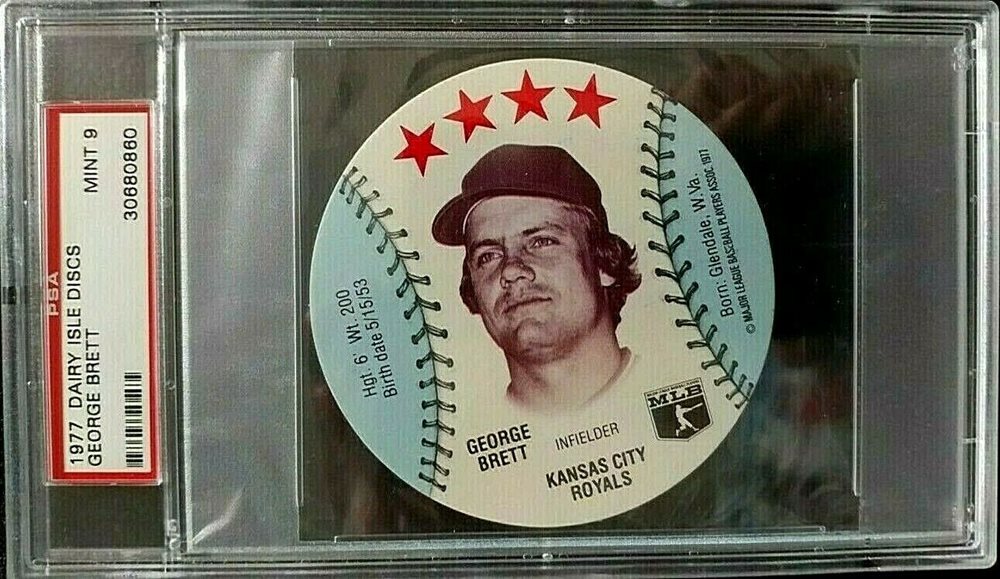 PSA
1977 DAIRY ISLE DISCS
GEORGE BRETT
MINT 9
30680860
Hgt. 6' Wt. 200
Birth date 5/15/53
Born: Glendale, W.Va.
© MAJOR LEAGUE BASEBALL PLAYERS ASSOC. 1977
GEORGE
BRETT
INFIELDER
KANSAS CITY
ROYALS
MLB